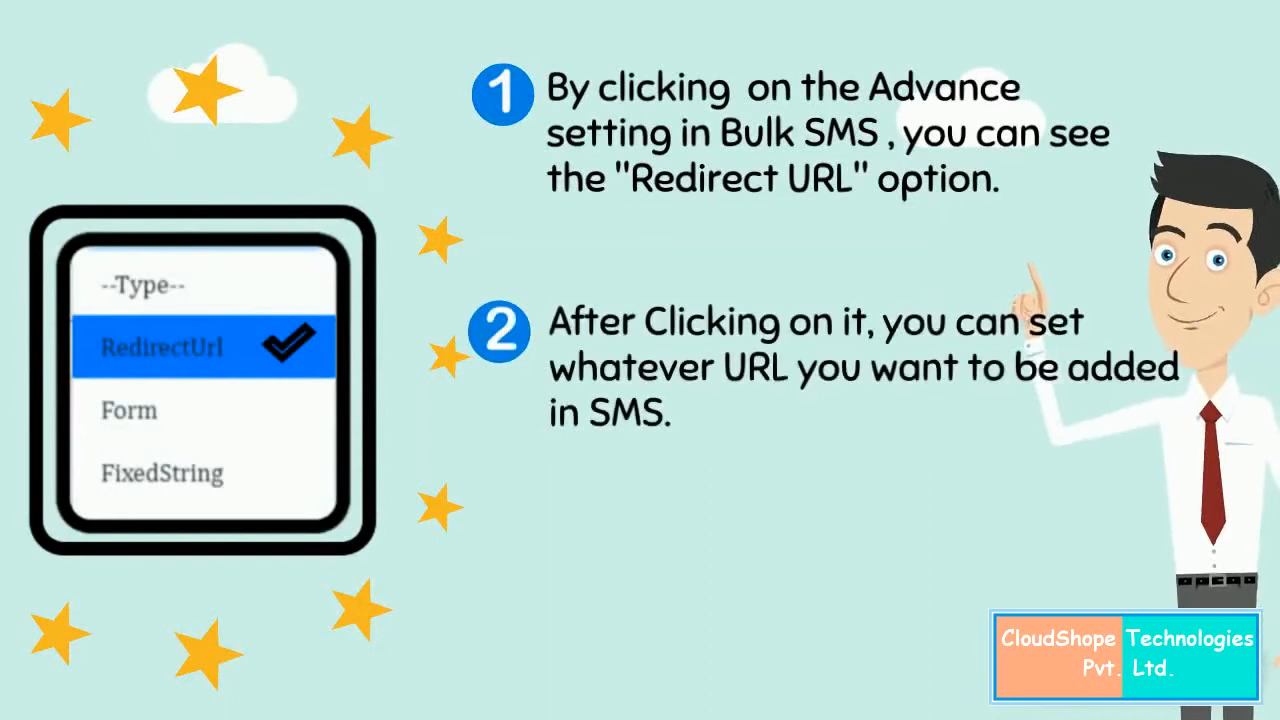 1 By clicking on the Advance
setting in Bulk SMS , you can see
the "Redirect URL" option.
--Type--
RedirectUrl
Form
FixedString
2 After Clicking on it, you can set
whatever URL you want to be added
in SMS.
CloudShope Technologies
Pvt. Ltd.